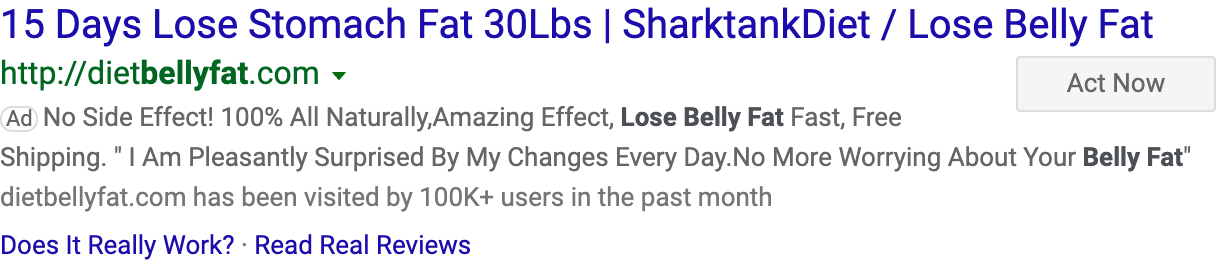 15 Days Lose Stomach Fat 30Lbs | SharktankDiet / Lose Belly Fat
http://dietbellyfat.com
Act Now
Ad No Side Effect! 100% All Naturally,Amazing Effect, Lose Belly Fat Fast, Free
Shipping. " I Am Pleasantly Surprised By My Changes Every Day.No More Worrying About Your Belly Fat"
dietbellyfat.com has been visited by 100K+ users in the past month
Does It Really Work? · Read Real Reviews